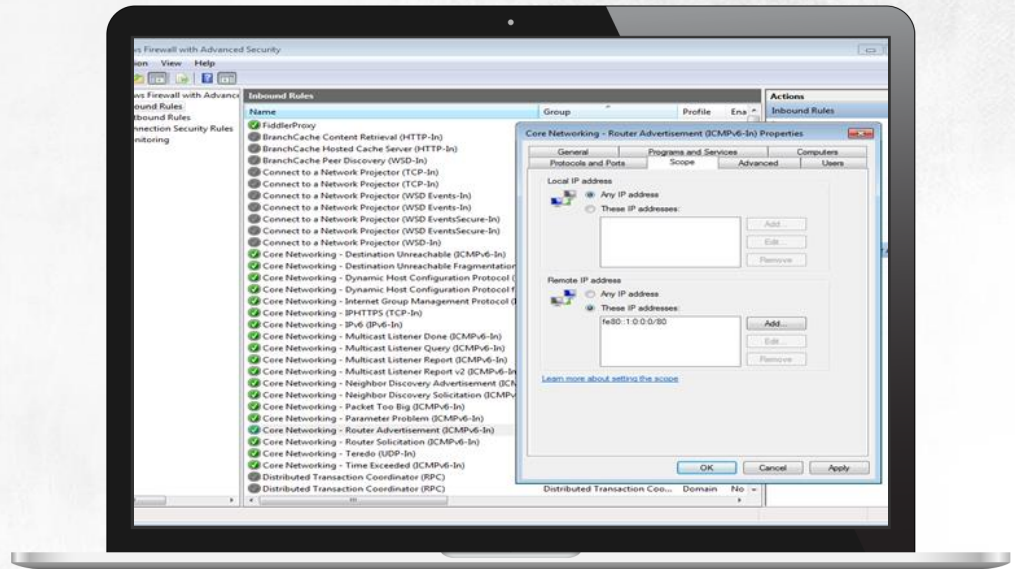 ws Firewall with Advanced Security
ion View Help
ws Firewall with Advance
ound Rules
tbound Rules
nnection Security Rules
nitoring
Inbound Rules
Name Group Profile Ena
FiddlerProxy
BranchCache Content Retrieval (HTTP-In)
BranchCache Hosted Cache Server (HTTP-In)
BranchCache Peer Discovery (WSD-In)
Connect to a Network Projector (TCP-In)
Connect to a Network Projector (TCP-In)
Connect to a Network Projector (WSD Events-In)
Connect to a Network Projector (WSD Events-In)
Connect to a Network Projector (WSD EventsSecure-In)
Connect to a Network Projector (WSD EventsSecure-In)
Connect to a Network Projector (WSD-In)
Core Networking - Destination Unreachable (ICMPv6-In)
Core Networking - Destination Unreachable Fragmentation
Core Networking - Dynamic Host Configuration Protocol (
Core Networking - Dynamic Host Configuration Protocol f
Core Networking - Internet Group Management Protocol (I
Core Networking - IPHTTPS (TCP-In)
Core Networking - IPv6 (IPv6-In)
Core Networking - Multicast Listener Done (ICMPv6-In)
Core Networking - Multicast Listener Query (ICMPv6-In)
Core Networking - Multicast Listener Report (ICMPv6-In)
Core Networking - Multicast Listener Report v2 (ICMPv6-In
Core Networking - Neighbor Discovery Advertisement (ICM
Core Networking - Neighbor Discovery Solicitation (ICMPv
Core Networking - Packet Too Big (ICMPv6-In)
Core Networking - Parameter Problem (ICMPv6-In)
Core Networking - Router Advertisement (ICMPv6-In)
Core Networking - Router Solicitation (ICMPv6-In)
Core Networking - Teredo (UDP-In)
Core Networking - Time Exceeded (ICMPv6-In)
Distributed Transaction Coordinator (RPC)
Distributed Transaction Coordinator (RPC) Distributed Transaction Coo... Domain No
Actions
Inbound Rules
Core Networking - Router Advertisement (ICMPv6-In) Properties
General Programs and Services Computers
Protocols and Ports Scope Advanced Users
Local IP address
Any IP address
These IP addresses:
Add...
Edit...
Remove
Remote IP address
Any IP address
These IP addresses:
fe80::1:0:0:0/80
Add...
Edit...
Remove
Learn more about setting the scope
OK Cancel Apply